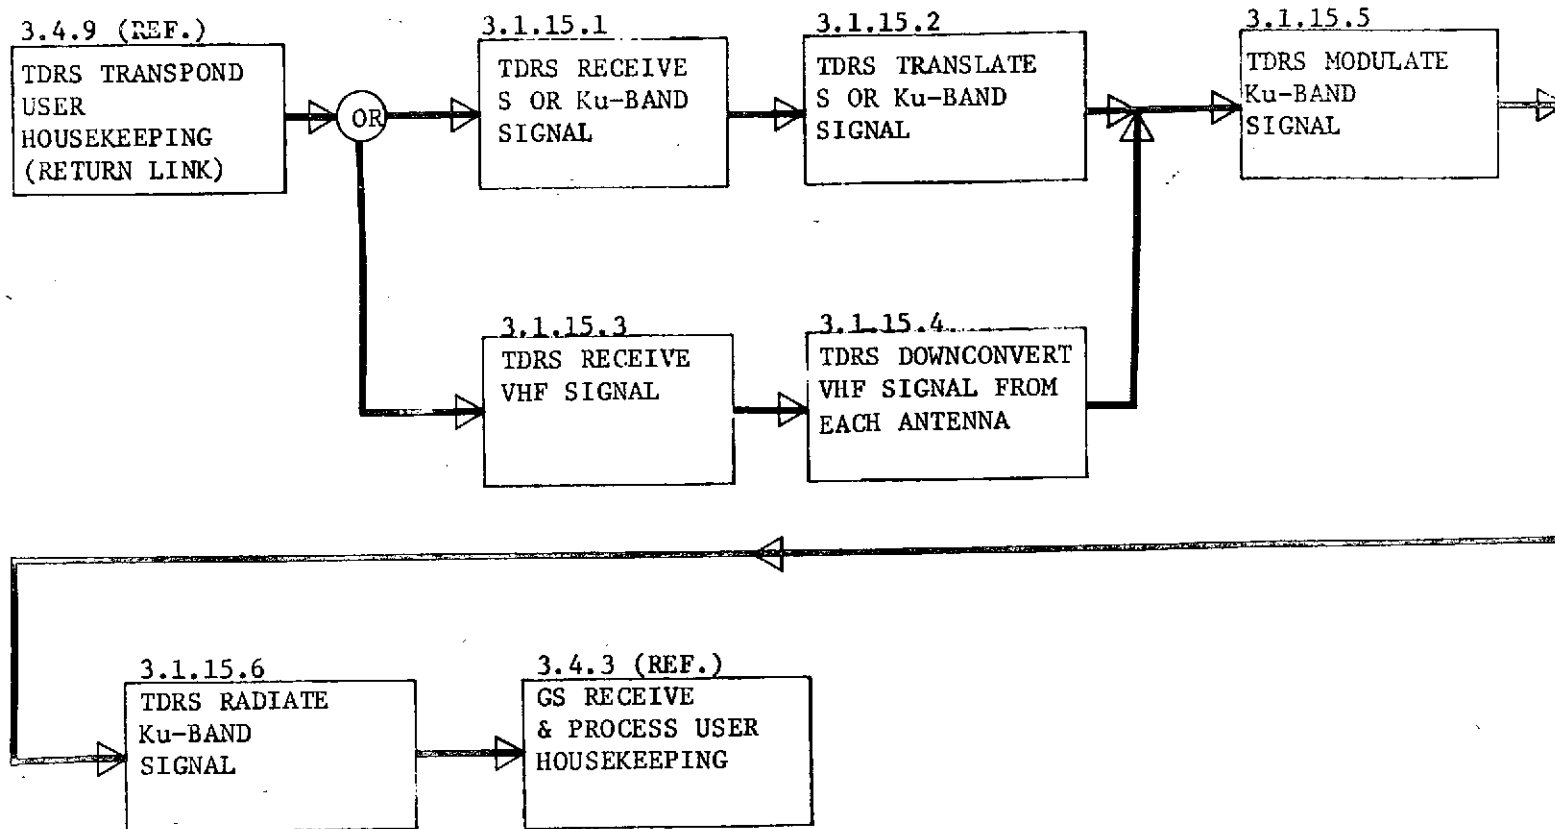 3.4.9 (REF.)
TDRS TRANSPOND
USER
HOUSEKEEPING
(RETURN LINK)
OR
3.1.15.1
TDRS RECEIVE
S OR Ku-BAND
SIGNAL
3.1.15.2
TDRS TRANSLATE
S OR Ku-BAND
SIGNAL
3.1.15.5
TDRS MODULATE
Ku-BAND
SIGNAL
3.1.15.3
TDRS RECEIVE
VHF SIGNAL
3.1.15.4
TDRS DOWNCONVERT
VHF SIGNAL FROM
EACH ANTENNA
3.1.15.6
TDRS RADIATE
Ku-BAND
SIGNAL
3.4.3 (REF.)
GS RECEIVE
& PROCESS USER
HOUSEKEEPING